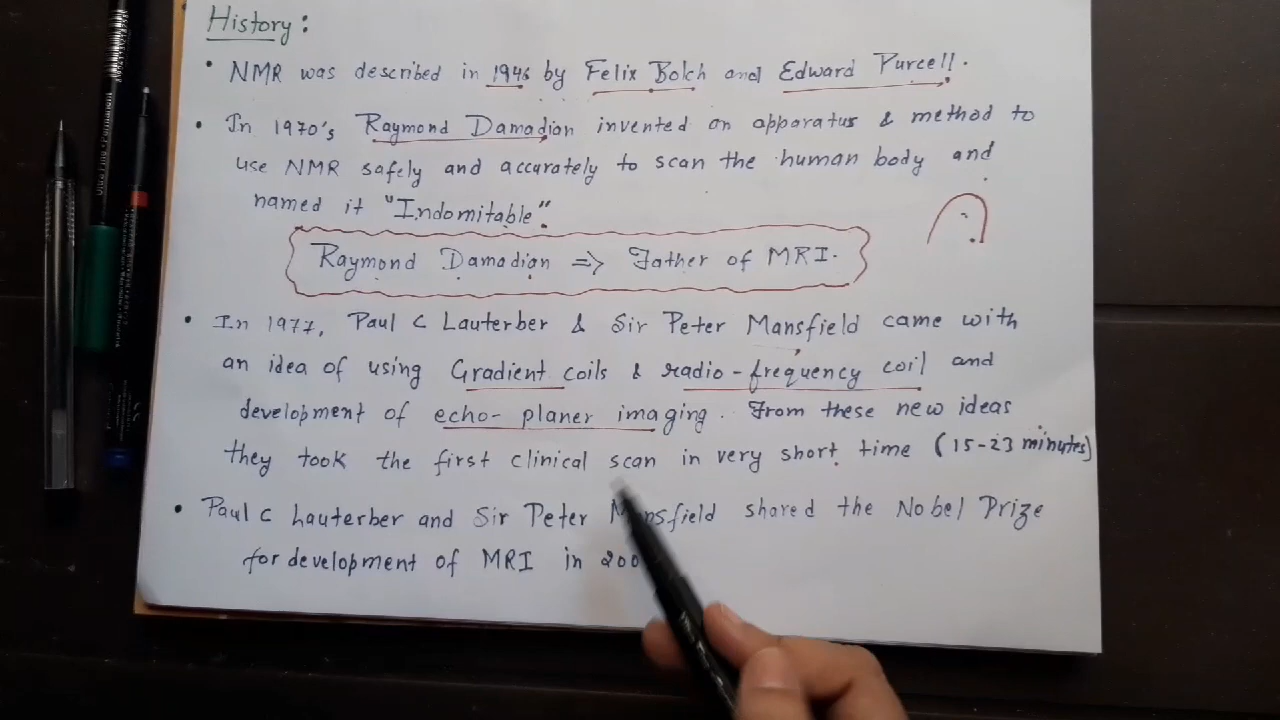 History:
• NMR was described in 1946 by Felix Bolch and Edward Purcell.
• In 1970's Raymond Damadian invented an apparatus & method to
use NMR safely and accurately to scan the human body and
named it "Indomitable".
Raymond Damadian => Father of MRI.
• In 1977, Paul C Lauterber & Sir Peter Mansfield came with
an idea of using Gradient coils & radio-frequency coil and
development of echo-planer imaging. From these new ideas
they took the first clinical scan in very short time (15-23 minutes)
• Paul C Lauterber and Sir Peter Mansfield shared the Nobel Prize
for development of MRI in